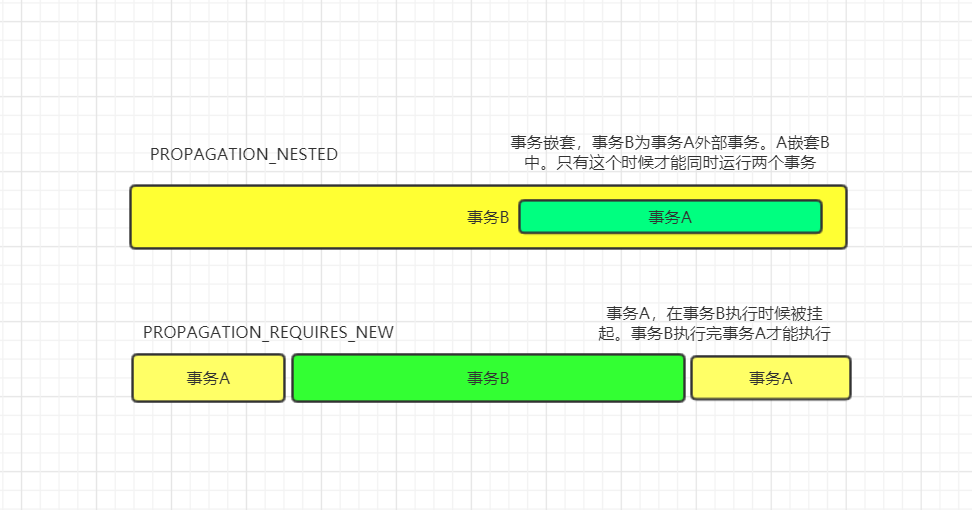 PROPAGATION_NESTED
事务嵌套，事务B为事务A外部事务。A嵌套B
中。只有这个时候才能同时运行两个事务
事务B
事务A
PROPAGATION_REQUIRES_NEW
事务A，在事务B执行时候被挂
起。事务B执行完事务A才能执行
事务A
事务B
事务A